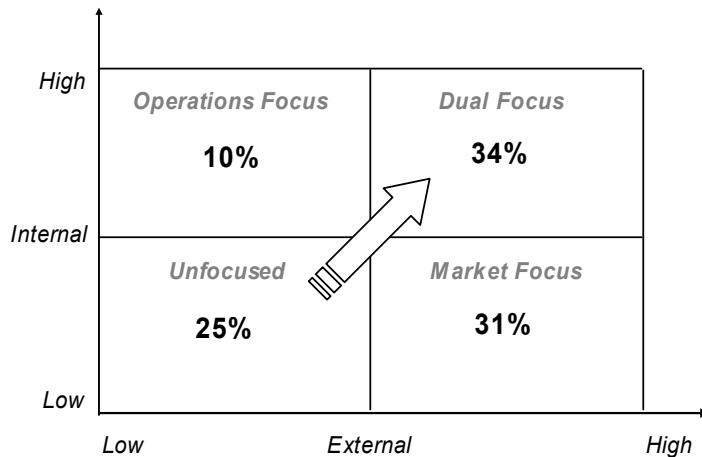 High
Operations Focus
Dual Focus
10%
34%
Internal
Unfocused
Market Focus
25%
31%
Low
Low
External
High